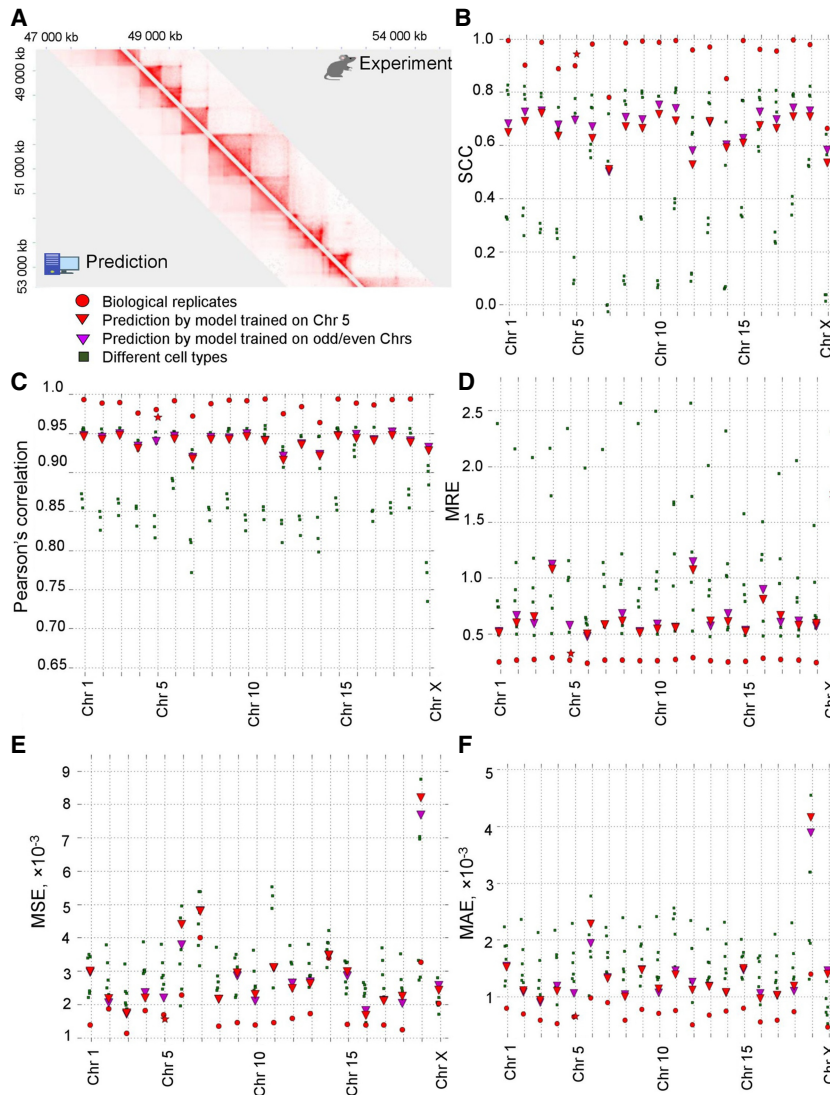 A
47 000 kb
49 000 kb
54 000 kb
49 000 kb
51 000 kb
53 000 kb
Experiment
Prediction
Biological replicates
Prediction by model trained on Chr 5
Prediction by model trained on odd/even Chrs
Different cell types
B
SCC
1.0
0.8
0.6
0.4
0.2
0.0
Chr 1
Chr 5
Chr 10
Chr 15
Chr X
C
Pearson's correlation
1.0
0.95
0.90
0.85
0.80
0.75
0.70
0.65
Chr 1
Chr 5
Chr 10
Chr 15
Chr X
D
MRE
2.5
2.0
1.5
1.0
0.5
Chr 1
Chr 5
Chr 10
Chr 15
Chr X
E
MSE, ×10⁻³
9
8
7
6
5
4
3
2
1
Chr 1
Chr 5
Chr 10
Chr 15
Chr X
F
MAE, ×10⁻³
5
4
3
2
1
Chr 1
Chr 5
Chr 10
Chr 15
Chr X